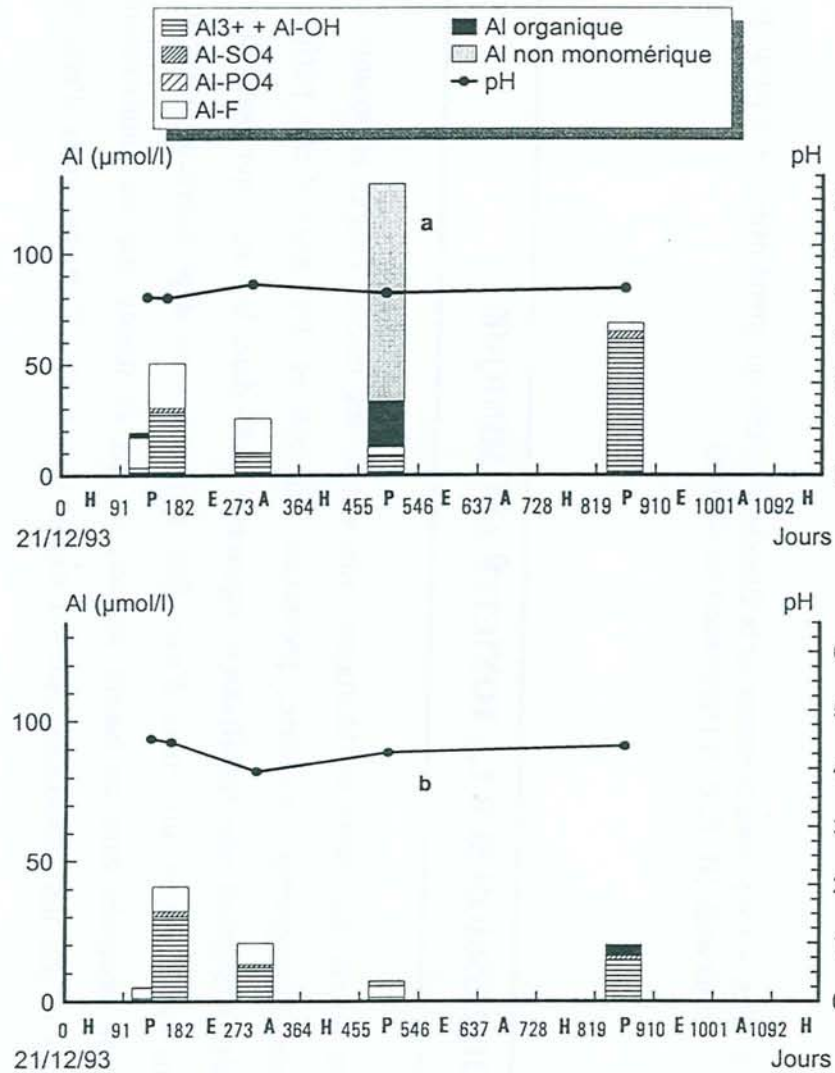 Al3+ + Al-OH
Al-SO4
Al-PO4
Al-F
Al organique
Al non monomérique
pH
Al (µmol/l) pH
a
100
50
0
0 H 91 P 182 E 273 A 364 H 455 P 546 E 637 A 728 H 819 P 910 E 1001 A 1092 H
21/12/93 Jours
Al (µmol/l) pH
b
100
50
0
0 H 91 P 182 E 273 A 364 H 455 P 546 E 637 A 728 H 819 P 910 E 1001 A 1092 H
21/12/93 Jours